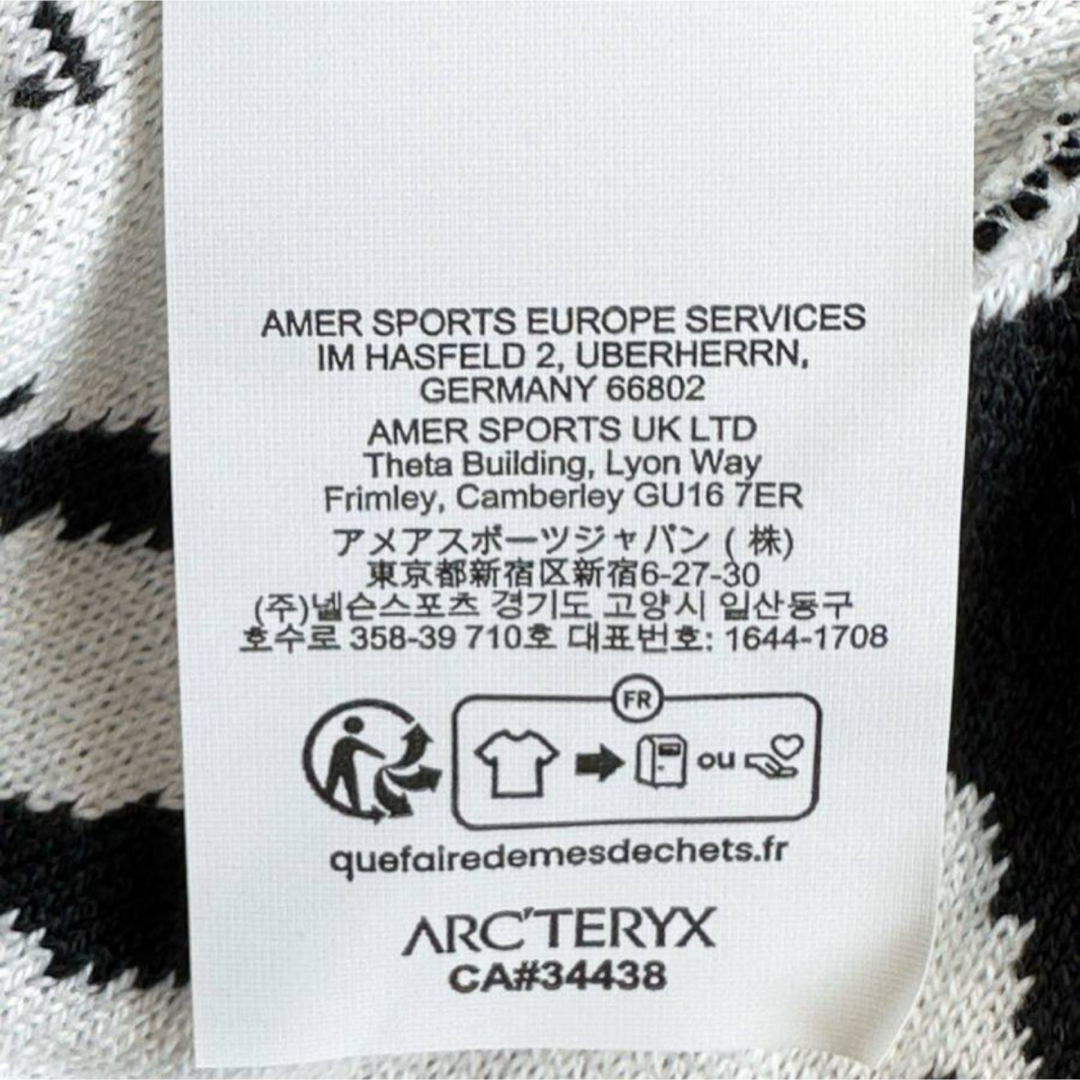 AMER SPORTS EUROPE SERVICES
IM HASFELD 2, UBERHERRN,
GERMANY 66802
AMER SPORTS UK LTD
Theta Building, Lyon Way
Frimley, Camberley GU16 7ER
アメアスポーツジャパン ( 株)
東京都新宿区新宿6-27-30
(주)넬슨스포츠 경기도 고양시 일산동구
호수로 358-39 710호 대표번호: 1644-1708
FR
ou
quefairedemesdechets.fr
ARC'TERYX
CA#34438